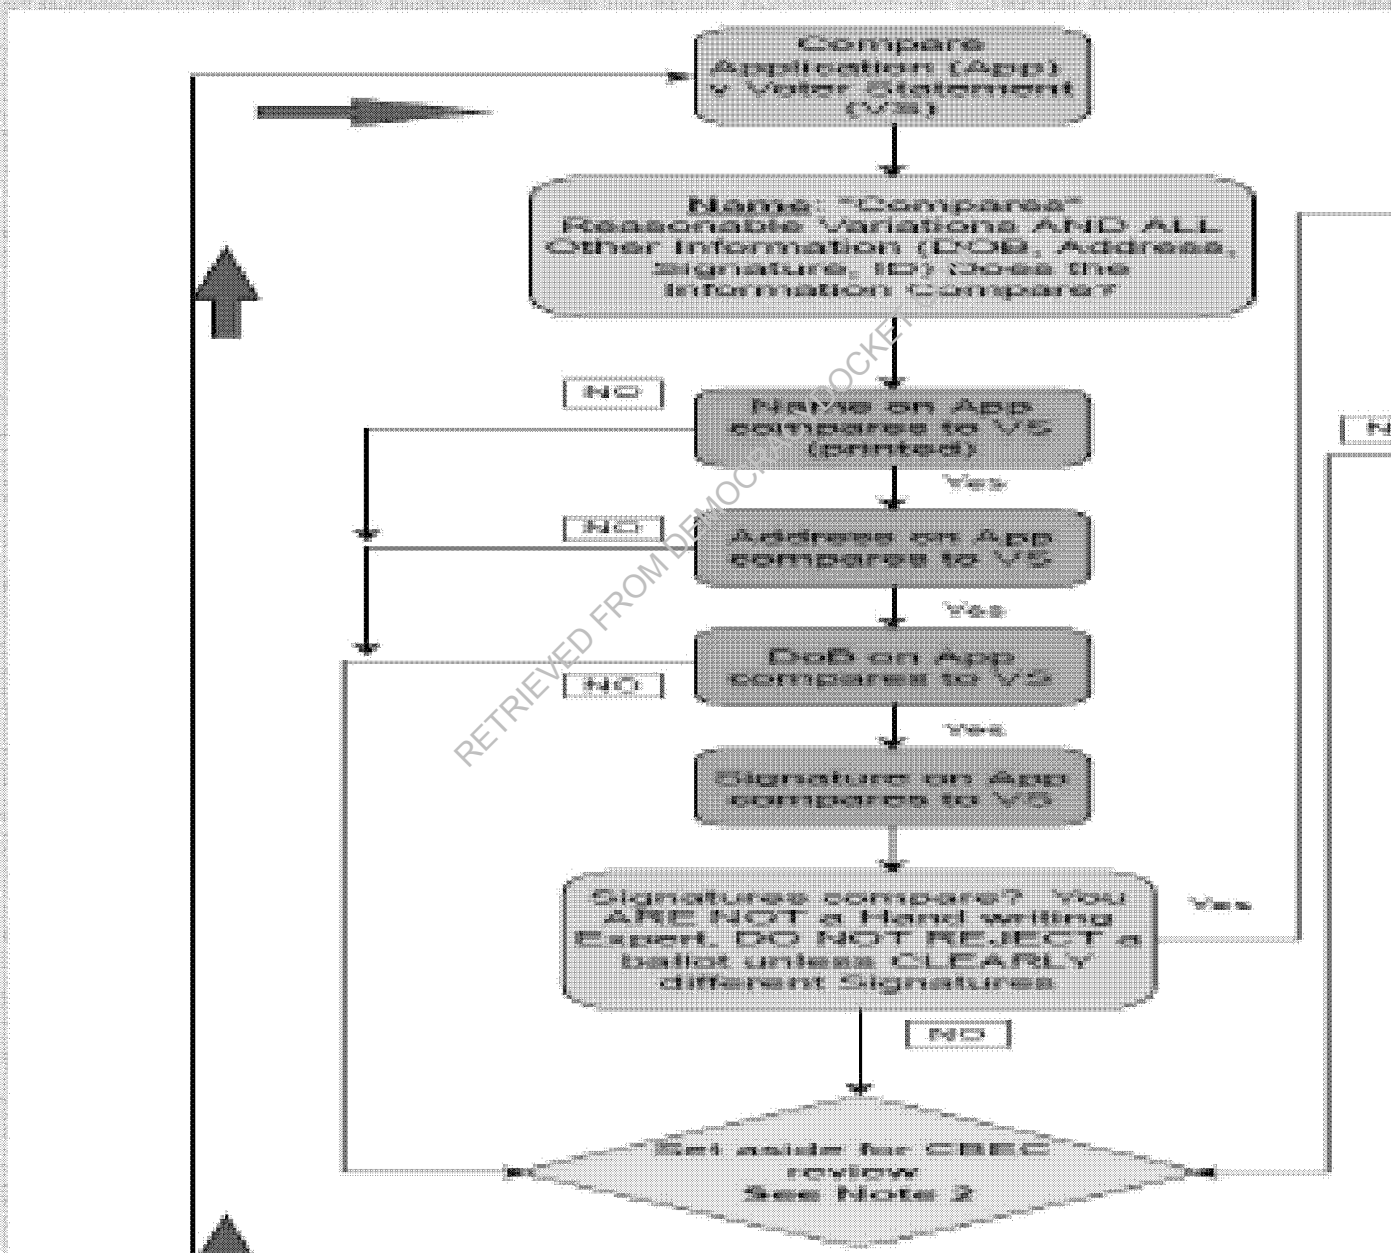 Compare
Application (App)
v Voter Statement
(VS)
Name: "Compares"
Reasonable Variations AND ALL
Other Information (DOB, Address,
Signature, ID) Does the
Information Compare?
NO
Name on App
compares to VS
(printed)
Yes
NO
Address on App
compares to VS
Yes
DoB on App
compares to VS
NO
Yes
Signature on App
compares to VS
Signatures compare? You
ARE NOT a Hand writing
Expert, DO NOT REJECT a
ballot unless CLEARLY
different Signatures
Yes
NO
Set aside for CBEC
review
See Note 2
RETRIEVED FROM DEMOCRACYDOCKET